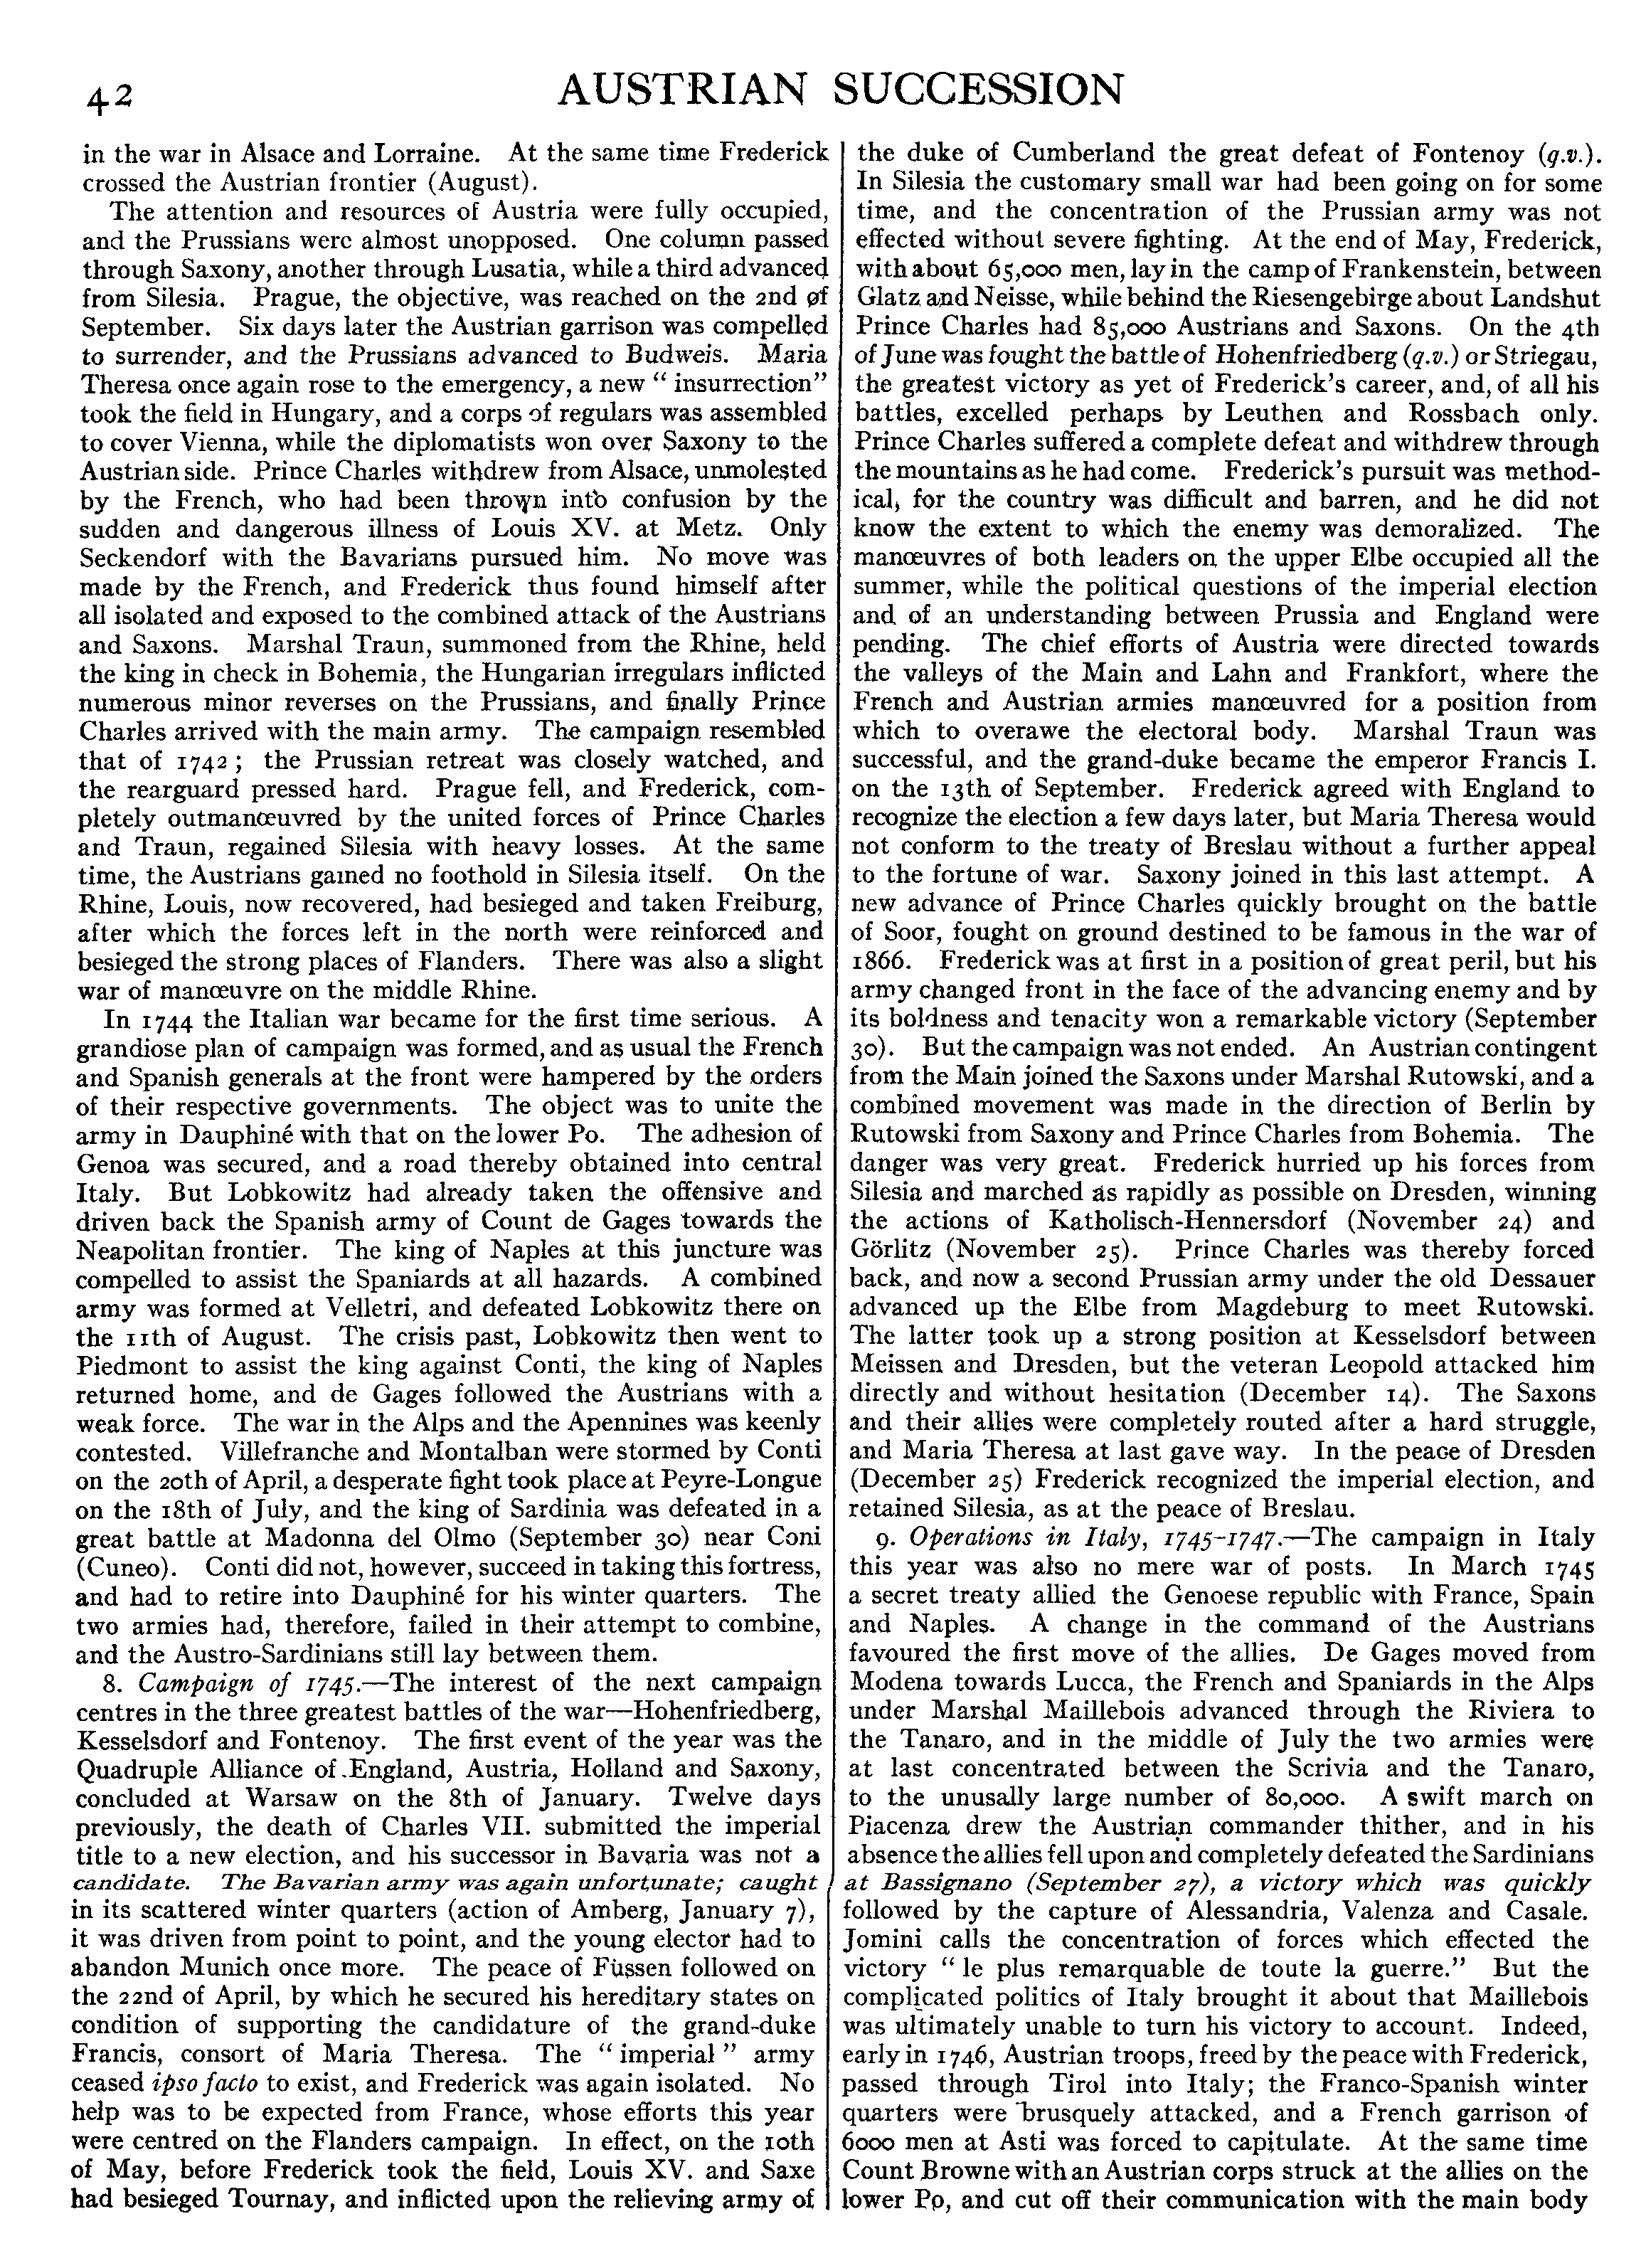 42
AUSTRIAN SUCCESSION
in the war in Alsace and Lorraine. At the same time Frederick
crossed the Austrian frontier (August).
The attention and resources of Austria were fully occupied,
and the Prussians were almost unopposed. One column passed
through Saxony, another through Lusatia, while a third advanced
from Silesia. Prague, the objective, was reached on the 2nd of
September. Six days later the Austrian garrison was compelled
to surrender, and the Prussians advanced to Budweis. Maria
Theresa once again rose to the emergency, a new “ insurrection”
took the field in Hungary, and a corps of regulars was assembled
to cover Vienna, while the diplomatists won over Saxony to the
Austrian side. Prince Charles withdrew from Alsace, unmolested
by the French, who had been thrown into confusion by the
sudden and dangerous illness of Louis XV. at Metz. Only
Seckendorf with the Bavarians pursued him. No move was
made by the French, and Frederick thus found himself after
all isolated and exposed to the combined attack of the Austrians
and Saxons. Marshal Traun, summoned from the Rhine, held
the king in check in Bohemia, the Hungarian irregulars inflicted
numerous minor reverses on the Prussians, and finally Prince
Charles arrived with the main army. The campaign resembled
that of 1742 ; the Prussian retreat was closely watched, and
the rearguard pressed hard. Prague fell, and Frederick, com-
pletely outmanœuvred by the united forces of Prince Charles
and Traun, regained Silesia with heavy losses. At the same
time, the Austrians gained no foothold in Silesia itself. On the
Rhine, Louis, now recovered, had besieged and taken Freiburg,
after which the forces left in the north were reinforced and
besieged the strong places of Flanders. There was also a slight
war of manœuvre on the middle Rhine.
In 1744 the Italian war became for the first time serious. A
grandiose plan of campaign was formed, and as usual the French
and Spanish generals at the front were hampered by the orders
of their respective governments. The object was to unite the
army in Dauphiné with that on the lower Po. The adhesion of
Genoa was secured, and a road thereby obtained into central
Italy. But Lobkowitz had already taken the offensive and
driven back the Spanish army of Count de Gages towards the
Neapolitan frontier. The king of Naples at this juncture was
compelled to assist the Spaniards at all hazards. A combined
army was formed at Velletri, and defeated Lobkowitz there on
the 11th of August. The crisis past, Lobkowitz then went to
Piedmont to assist the king against Conti, the king of Naples
returned home, and de Gages followed the Austrians with a
weak force. The war in the Alps and the Apennines was keenly
contested. Villefranche and Montalban were stormed by Conti
on the 20th of April, a desperate fight took place at Peyre-Longue
on the 18th of July, and the king of Sardinia was defeated in a
great battle at Madonna del Olmo (September 30) near Coni
(Cuneo). Conti did not, however, succeed in taking this fortress,
and had to retire into Dauphiné for his winter quarters. The
two armies had, therefore, failed in their attempt to combine,
and the Austro-Sardinians still lay between them.
8. Campaign of 1745.—The interest of the next campaign
centres in the three greatest battles of the war—Hohenfriedberg,
Kesselsdorf and Fontenoy. The first event of the year was the
Quadruple Alliance of England, Austria, Holland and Saxony,
concluded at Warsaw on the 8th of January. Twelve days
previously, the death of Charles VII. submitted the imperial
title to a new election, and his successor in Bavaria was not a
candidate. The Bavarian army was again unfortunate; caught
in its scattered winter quarters (action of Amberg, January 7),
it was driven from point to point, and the young elector had to
abandon Munich once more. The peace of Füssen followed on
the 22nd of April, by which he secured his hereditary states on
condition of supporting the candidature of the grand-duke
Francis, consort of Maria Theresa. The “ imperial ” army
ceased ipso facto to exist, and Frederick was again isolated. No
help was to be expected from France, whose efforts this year
were centred on the Flanders campaign. In effect, on the 10th
of May, before Frederick took the field, Louis XV. and Saxe
had besieged Tournay, and inflicted upon the relieving army of
the duke of Cumberland the great defeat of Fontenoy (q.v.).
In Silesia the customary small war had been going on for some
time, and the concentration of the Prussian army was not
effected without severe fighting. At the end of May, Frederick,
with about 65,000 men, lay in the camp of Frankenstein, between
Glatz and Neisse, while behind the Riesengebirge about Landshut
Prince Charles had 85,000 Austrians and Saxons. On the 4th
of June was fought the battle of Hohenfriedberg (q.v.) or Striegau,
the greatest victory as yet of Frederick's career, and, of all his
battles, excelled perhaps by Leuthen and Rossbach only.
Prince Charles suffered a complete defeat and withdrew through
the mountains as he had come. Frederick's pursuit was method-
ical, for the country was difficult and barren, and he did not
know the extent to which the enemy was demoralized. The
manœuvres of both leaders on the upper Elbe occupied all the
summer, while the political questions of the imperial election
and of an understanding between Prussia and England were
pending. The chief efforts of Austria were directed towards
the valleys of the Main and Lahn and Frankfort, where the
French and Austrian armies manœuvred for a position from
which to overawe the electoral body. Marshal Traun was
successful, and the grand-duke became the emperor Francis I.
on the 13th of September. Frederick agreed with England to
recognize the election a few days later, but Maria Theresa would
not conform to the treaty of Breslau without a further appeal
to the fortune of war. Saxony joined in this last attempt. A
new advance of Prince Charles quickly brought on the battle
of Soor, fought on ground destined to be famous in the war of
1866. Frederick was at first in a position of great peril, but his
army changed front in the face of the advancing enemy and by
its boldness and tenacity won a remarkable victory (September
30). But the campaign was not ended. An Austrian contingent
from the Main joined the Saxons under Marshal Rutowski, and a
combined movement was made in the direction of Berlin by
Rutowski from Saxony and Prince Charles from Bohemia. The
danger was very great. Frederick hurried up his forces from
Silesia and marched as rapidly as possible on Dresden, winning
the actions of Katholisch-Hennersdorf (November 24) and
Görlitz (November 25). Prince Charles was thereby forced
back, and now a second Prussian army under the old Dessauer
advanced up the Elbe from Magdeburg to meet Rutowski.
The latter took up a strong position at Kesselsdorf between
Meissen and Dresden, but the veteran Leopold attacked him
directly and without hesitation (December 14). The Saxons
and their allies were completely routed after a hard struggle,
and Maria Theresa at last gave way. In the peace of Dresden
(December 25) Frederick recognized the imperial election, and
retained Silesia, as at the peace of Breslau.
9. Operations in Italy, 1745-1747.—The campaign in Italy
this year was also no mere war of posts. In March 1745
a secret treaty allied the Genoese republic with France, Spain
and Naples. A change in the command of the Austrians
favoured the first move of the allies. De Gages moved from
Modena towards Lucca, the French and Spaniards in the Alps
under Marshal Maillebois advanced through the Riviera to
the Tanaro, and in the middle of July the two armies were
at last concentrated between the Scrivia and the Tanaro,
to the unusally large number of 80,000. A swift march on
Piacenza drew the Austrian commander thither, and in his
absence the allies fell upon and completely defeated the Sardinians
at Bassignano (September 27), a victory which was quickly
followed by the capture of Alessandria, Valenza and Casale.
Jomini calls the concentration of forces which effected the
victory “ le plus remarquable de toute la guerre.” But the
complicated politics of Italy brought it about that Maillebois
was ultimately unable to turn his victory to account. Indeed,
early in 1746, Austrian troops, freed by the peace with Frederick,
passed through Tirol into Italy; the Franco-Spanish winter
quarters were brusquely attacked, and a French garrison of
6000 men at Asti was forced to capitulate. At the same time
Count Browne with an Austrian corps struck at the allies on the
lower Po, and cut off their communication with the main body